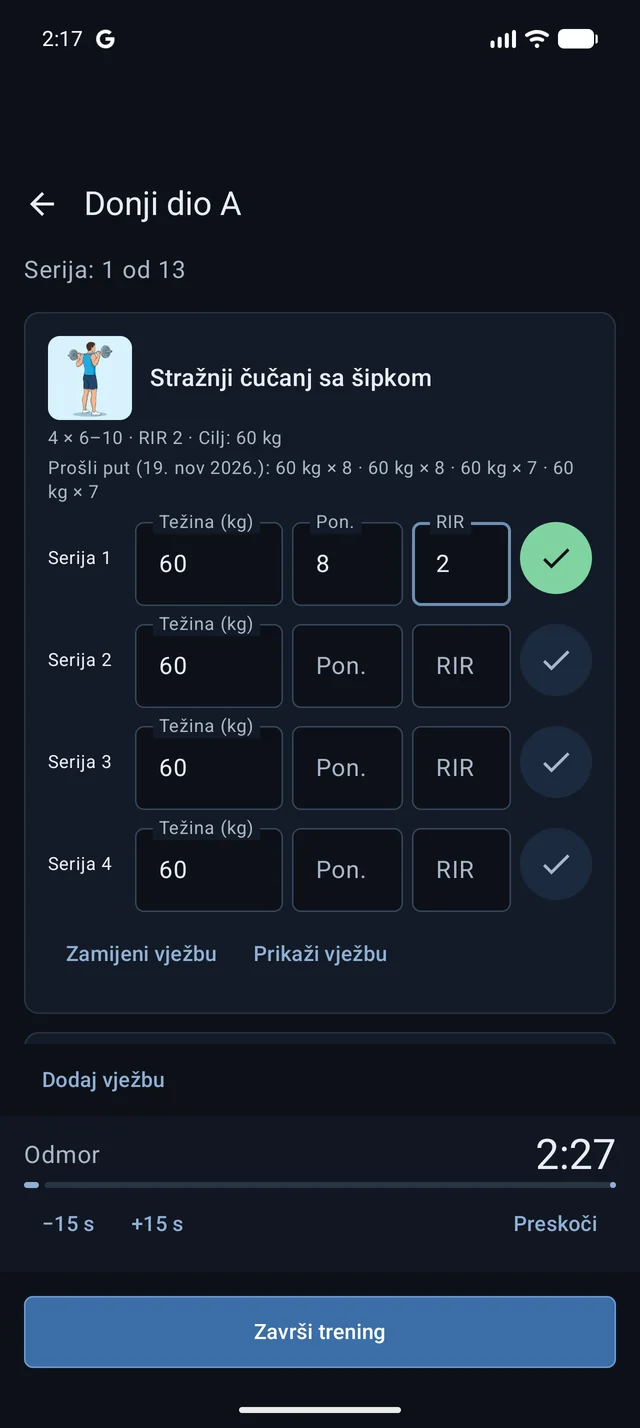 2:17 G
Donji dio A
Serija: 1 od 13
Stražnji čučanj sa šipkom
4 × 6–10 · RIR 2 · Cilj: 60 kg
Prošli put (19. nov 2026.): 60 kg × 8 · 60 kg × 8 · 60 kg × 7 · 60
kg × 7
Težina (kg) Pon. RIR
Serija 1 60 8 2
Težina (kg)
Serija 2 60 Pon. RIR
Težina (kg)
Serija 3 60 Pon. RIR
Težina (kg)
Serija 4 60 Pon. RIR
Zamijeni vježbu Prikaži vježbu
Dodaj vježbu
Odmor 2:27
−15 s +15 s Preskoči
Završi trening